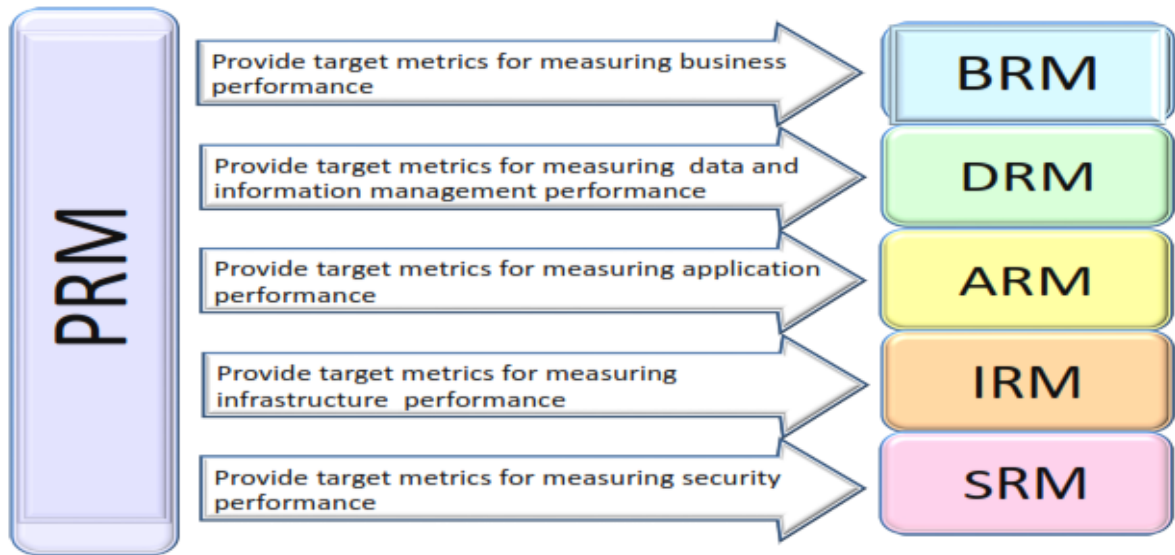 PRM
Provide target metrics for measuring business
performance
BRM
Provide target metrics for measuring  data and
information management performance
DRM
Provide target metrics for measuring application
performance
ARM
Provide target metrics for measuring
infrastructure  performance
IRM
Provide target metrics for measuring security
performance
sRM